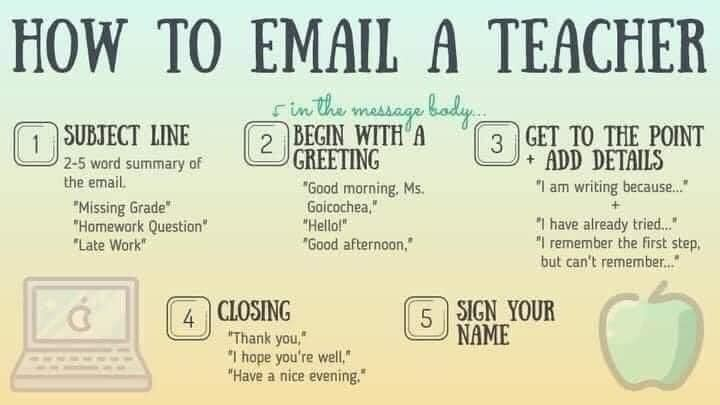 HOW TO EMAIL A TEACHER
in the message body...
1 SUBJECT LINE
2-5 word summary of
the email.
"Missing Grade"
"Homework Question"
"Late Work"
2 BEGIN WITH A
GREETING
"Good morning, Ms.
Goicochea,"
"Hello!"
"Good afternoon,"
3 GET TO THE POINT
+ ADD DETAILS
"I am writing because..."
+
"I have already tried..."
"I remember the first step,
but can't remember..."
4 CLOSING
"Thank you,"
"I hope you're well,"
"Have a nice evening,"
5 SIGN YOUR
NAME